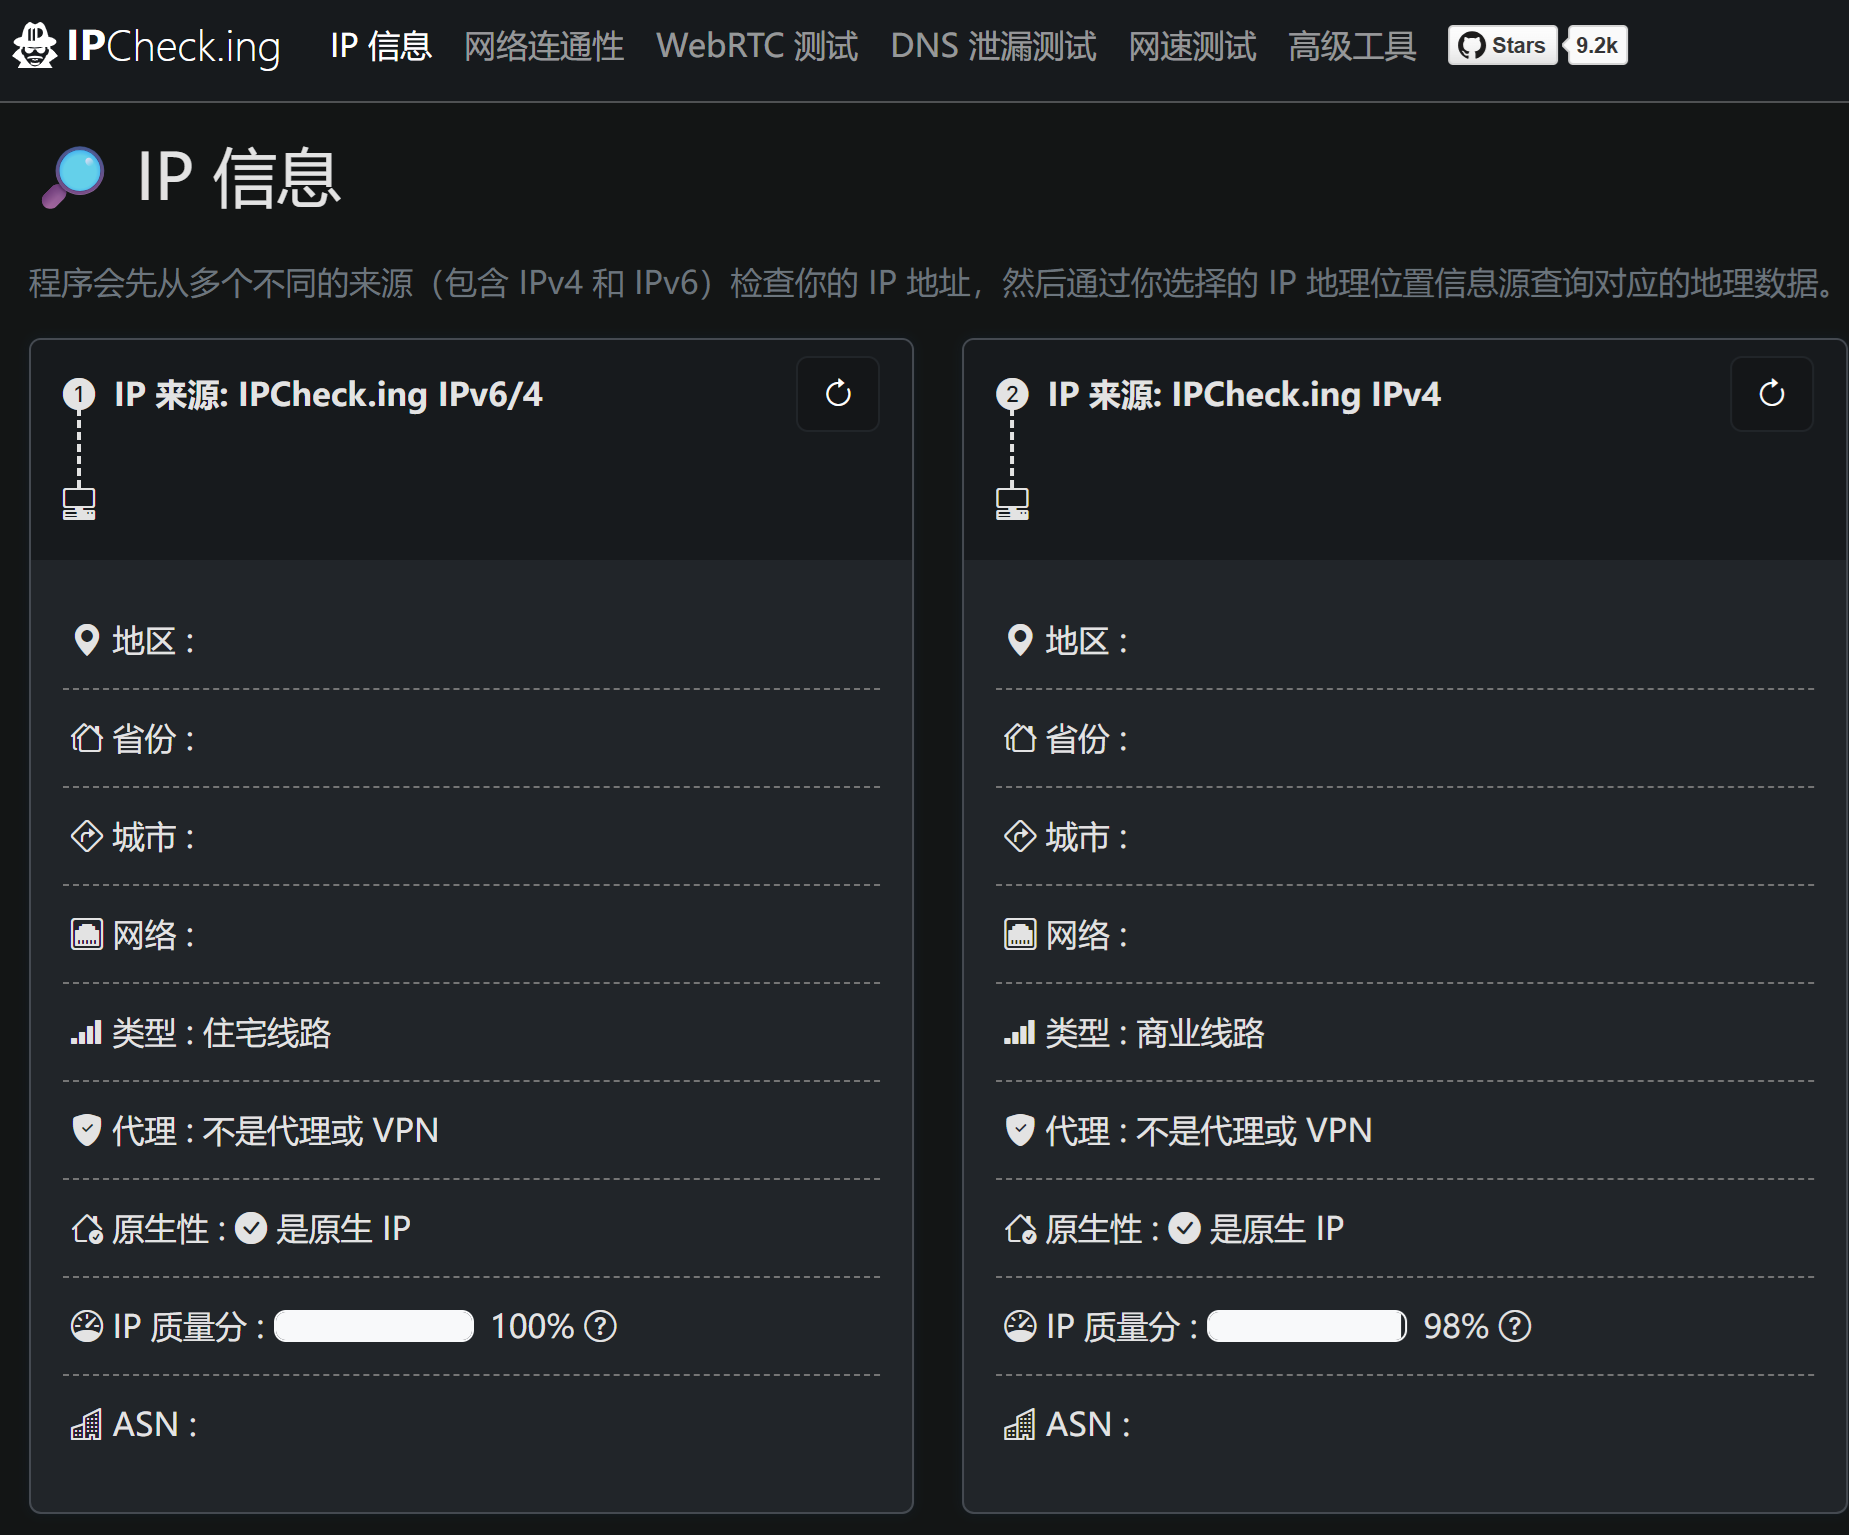 IPCheck.ing IP 信息 网络连通性 WebRTC 测试 DNS 泄漏测试 网速测试 高级工具 Stars 9.2k
IP 信息
程序会先从多个不同的来源（包含 IPv4 和 IPv6）检查你的 IP 地址，然后通过你选择的 IP 地理位置信息源查询对应的地理数据。
1 IP 来源: IPCheck.ing IPv6/4
地区 :
省份 :
城市 :
网络 :
类型 : 住宅线路
代理 : 不是代理或 VPN
原生性 : 是原生 IP
IP 质量分 : 100%
ASN :
2 IP 来源: IPCheck.ing IPv4
地区 :
省份 :
城市 :
网络 :
类型 : 商业线路
代理 : 不是代理或 VPN
原生性 : 是原生 IP
IP 质量分 : 98%
ASN :